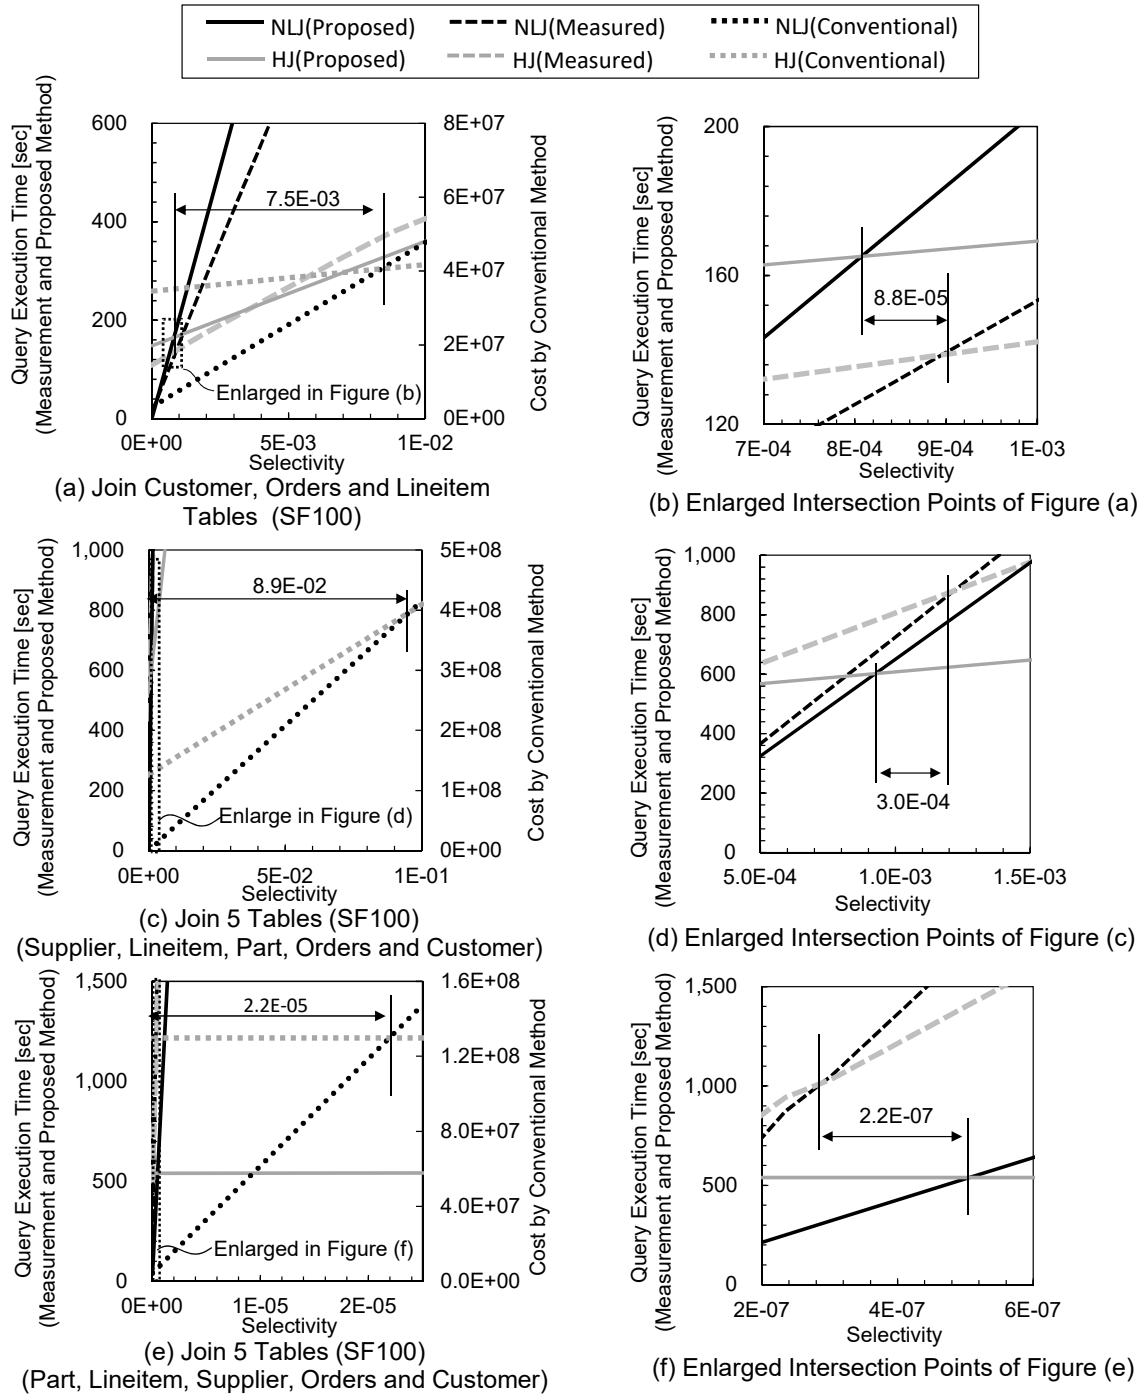 NLJ(Proposed)
NLJ(Measured)
NLJ(Conventional)
HJ(Proposed)
HJ(Measured)
HJ(Conventional)
Query Execution Time [sec]
(Measurement and Proposed Method)
600
400
200
0
7.5E-03
Enlarged in Figure (b)
8E+07
6E+07
4E+07
2E+07
0E+00
Cost by Conventional Method
0E+00
5E-03
1E-02
Selectivity
(a) Join Customer, Orders and Lineitem
Tables (SF100)
Query Execution Time [sec]
(Measurement and Proposed Method)
200
160
120
8.8E-05
7E-04
8E-04
9E-04
1E-03
Selectivity
(b) Enlarged Intersection Points of Figure (a)
Query Execution Time [sec]
(Measurement and Proposed Method)
1,000
800
600
400
200
0
8.9E-02
Enlarge in Figure (d)
5E+08
4E+08
3E+08
2E+08
1E+08
0E+00
Cost by Conventional Method
0E+00
5E-02
1E-01
Selectivity
(c) Join 5 Tables (SF100)
(Supplier, Lineitem, Part, Orders and Customer)
Query Execution Time [sec]
(Measurement and Proposed Method)
1,000
800
600
400
200
0
3.0E-04
5.0E-04
1.0E-03
1.5E-03
Selectivity
(d) Enlarged Intersection Points of Figure (c)
Query Execution Time [sec]
(Measurement and Proposed Method)
1,500
1,000
500
0
2.2E-05
Enlarged in Figure (f)
1.6E+08
1.2E+08
8.0E+07
4.0E+07
0.0E+00
Cost by Conventional Method
0E+00
1E-05
2E-05
Selectivity
(e) Join 5 Tables (SF100)
(Part, Lineitem, Supplier, Orders and Customer)
Query Execution Time [sec]
(Measurement and Proposed Method)
1,500
1,000
500
0
2.2E-07
2E-07
4E-07
6E-07
Selectivity
(f) Enlarged Intersection Points of Figure (e)